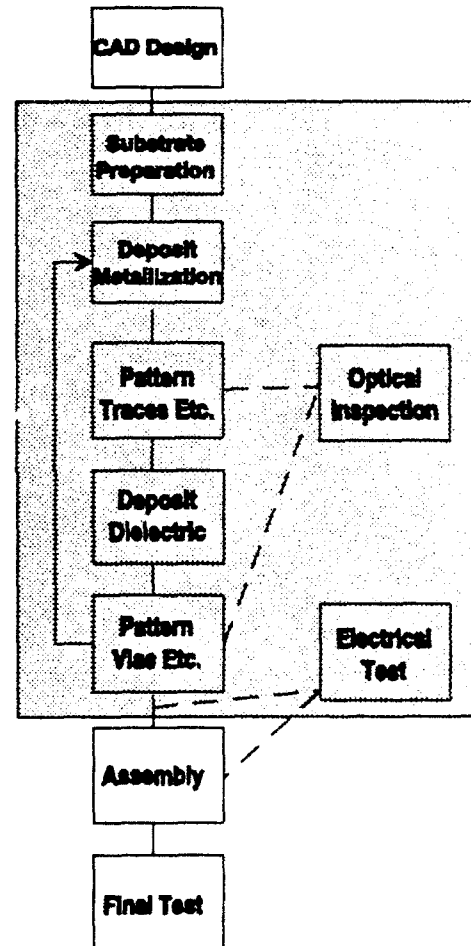 CAD Design
Substrate
Preparation
Deposit
Metallization
Pattern
Traces Etc.
Optical
Inspection
Deposit
Dielectric
Pattern
Vias Etc.
Electrical
Test
Assembly
Final Test